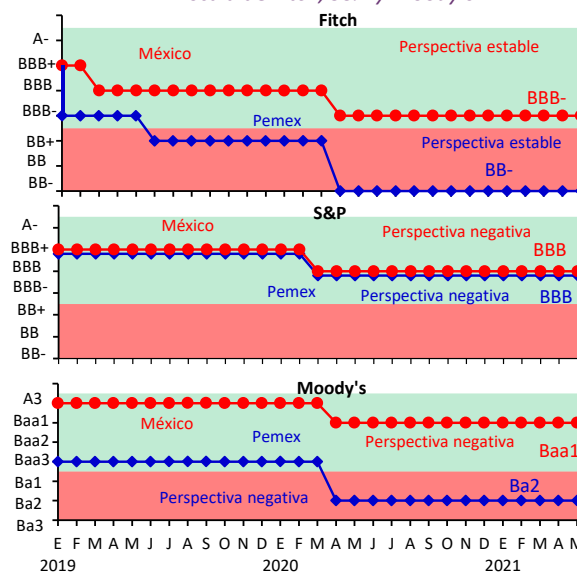 Fitch
A-
BBB+
BBB
BBB-
BB+
BB
BB-
México
Perspectiva estable
BBB-
Pemex
Perspectiva estable
BB-
S&P
A-
BBB+
BBB
BBB-
BB+
BB
BB-
México
Perspectiva negativa
BBB
Pemex
Perspectiva negativa
BBB
Moody's
A3
Baa1
Baa2
Baa3
Ba1
Ba2
Ba3
México
Pemex
Perspectiva negativa
Baa1
Perspectiva negativa
Ba2
E F M A M J J A S O N D E F M A M J J A S O N D E F M A M
2019 2020 2021